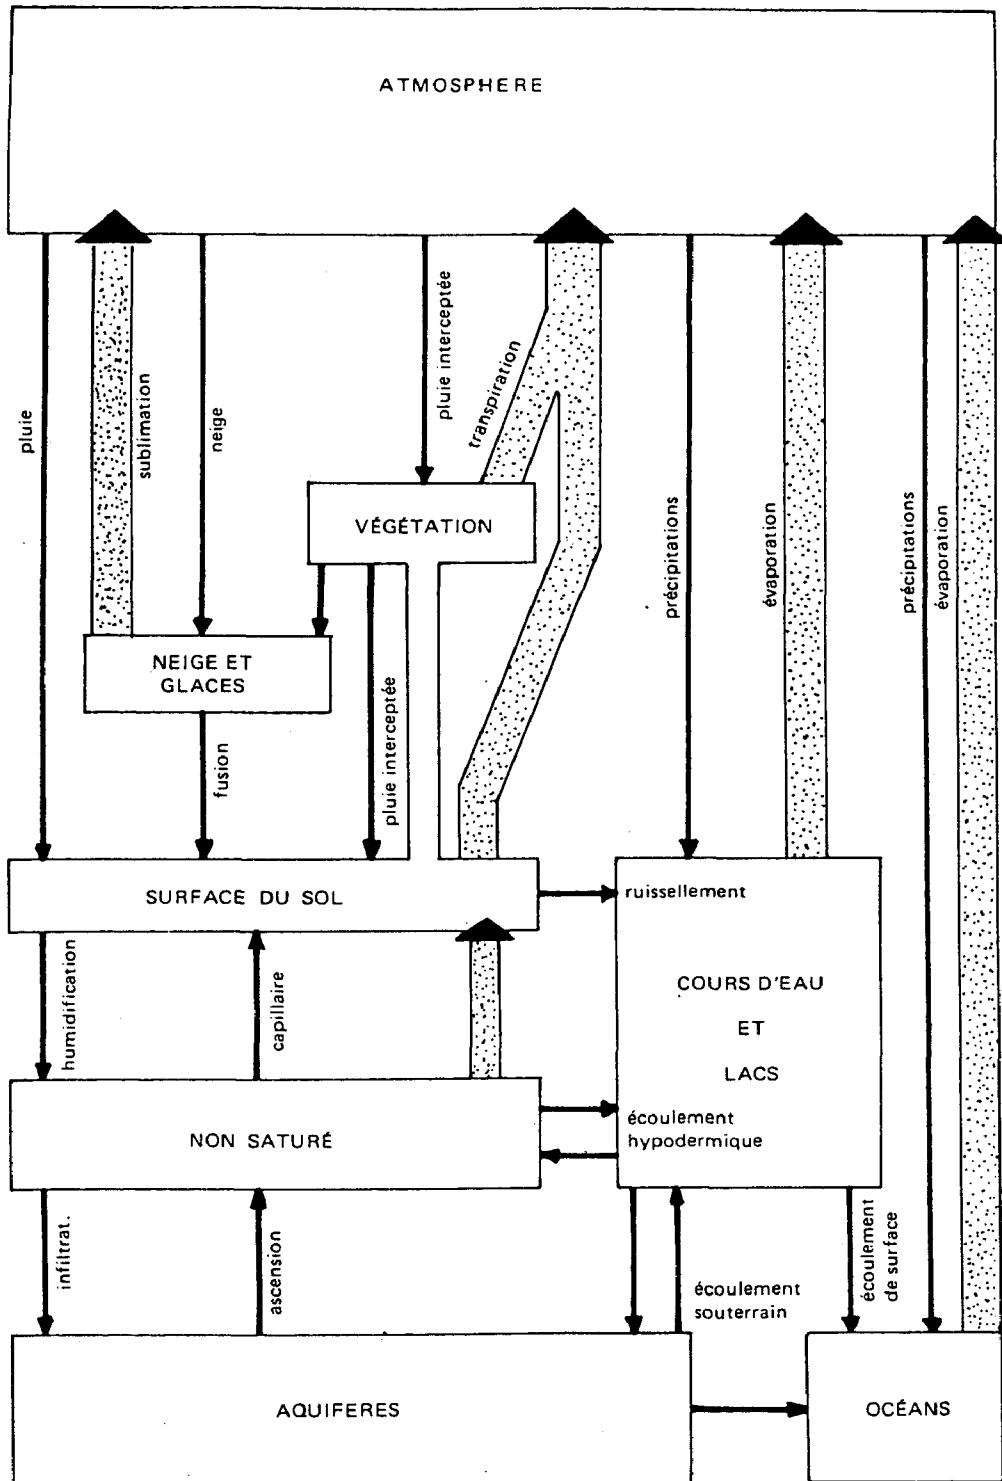 ATMOSPHERE
pluie
sublimation
neige
pluie interceptée
transpiration
précipitations
évaporation
précipitations
évaporation
VÉGÉTATION
NEIGE ET
GLACES
fusion
pluie interceptée
SURFACE DU SOL
ruissellement
humidification
capillaire
COURS D'EAU
ET
LACS
NON SATURÉ
écoulement
hypodermique
infiltrat.
ascension
écoulement
souterrain
écoulement
de surface
AQUIFERES
OCÉANS